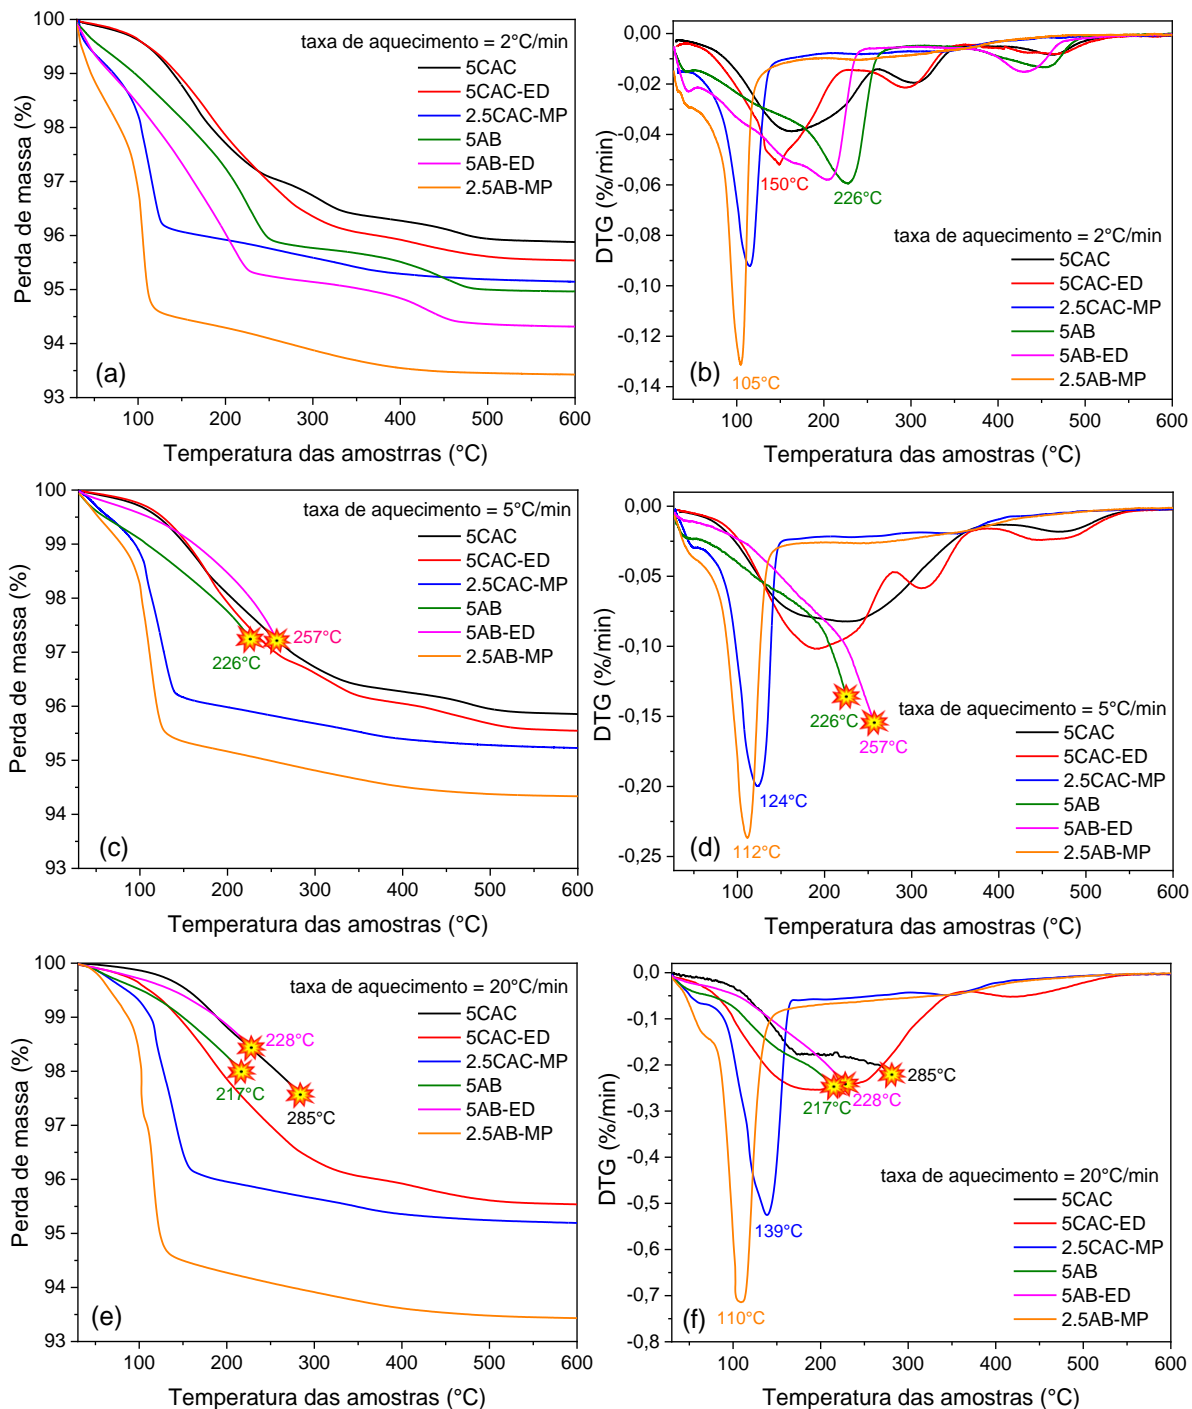 100
99
98
97
96
95
94
93
100
200
300
400
500
600
Perda de massa (%)
Temperatura das amostrras (°C)
taxa de aquecimento = 2°C/min
5CAC
5CAC-ED
2.5CAC-MP
5AB
5AB-ED
2.5AB-MP
(a)
0,00
-0,02
-0,04
-0,06
-0,08
-0,10
-0,12
-0,14
100
200
300
400
500
600
DTG (%/min)
Temperatura das amostras (°C)
150°C
226°C
105°C
taxa de aquecimento = 2°C/min
5CAC
5CAC-ED
2.5CAC-MP
5AB
5AB-ED
2.5AB-MP
(b)
100
99
98
97
96
95
94
93
100
200
300
400
500
600
Perda de massa (%)
Temperatura das amostras (°C)
taxa de aquecimento = 5°C/min
5CAC
5CAC-ED
2.5CAC-MP
5AB
5AB-ED
2.5AB-MP
257°C
226°C
(c)
0,00
-0,05
-0,10
-0,15
-0,20
-0,25
100
200
300
400
500
600
DTG (%/min)
Temperatura das amostras (°C)
226°C
257°C
124°C
112°C
taxa de aquecimento = 5°C/min
5CAC
5CAC-ED
2.5CAC-MP
5AB
5AB-ED
2.5AB-MP
(d)
100
99
98
97
96
95
94
93
100
200
300
400
500
600
Perda de massa (%)
Temperatura das amostras (°C)
taxa de aquecimento = 20°C/min
5CAC
5CAC-ED
2.5CAC-MP
5AB
5AB-ED
2.5AB-MP
228°C
217°C
285°C
(e)
0,0
-0,1
-0,2
-0,3
-0,4
-0,5
-0,6
-0,7
-0,8
100
200
300
400
500
600
DTG (%/min)
Temperatura das amostras (°C)
285°C
217°C
228°C
139°C
110°C
taxa de aquecimento = 20°C/min
5CAC
5CAC-ED
2.5CAC-MP
5AB
5AB-ED
2.5AB-MP
(f)